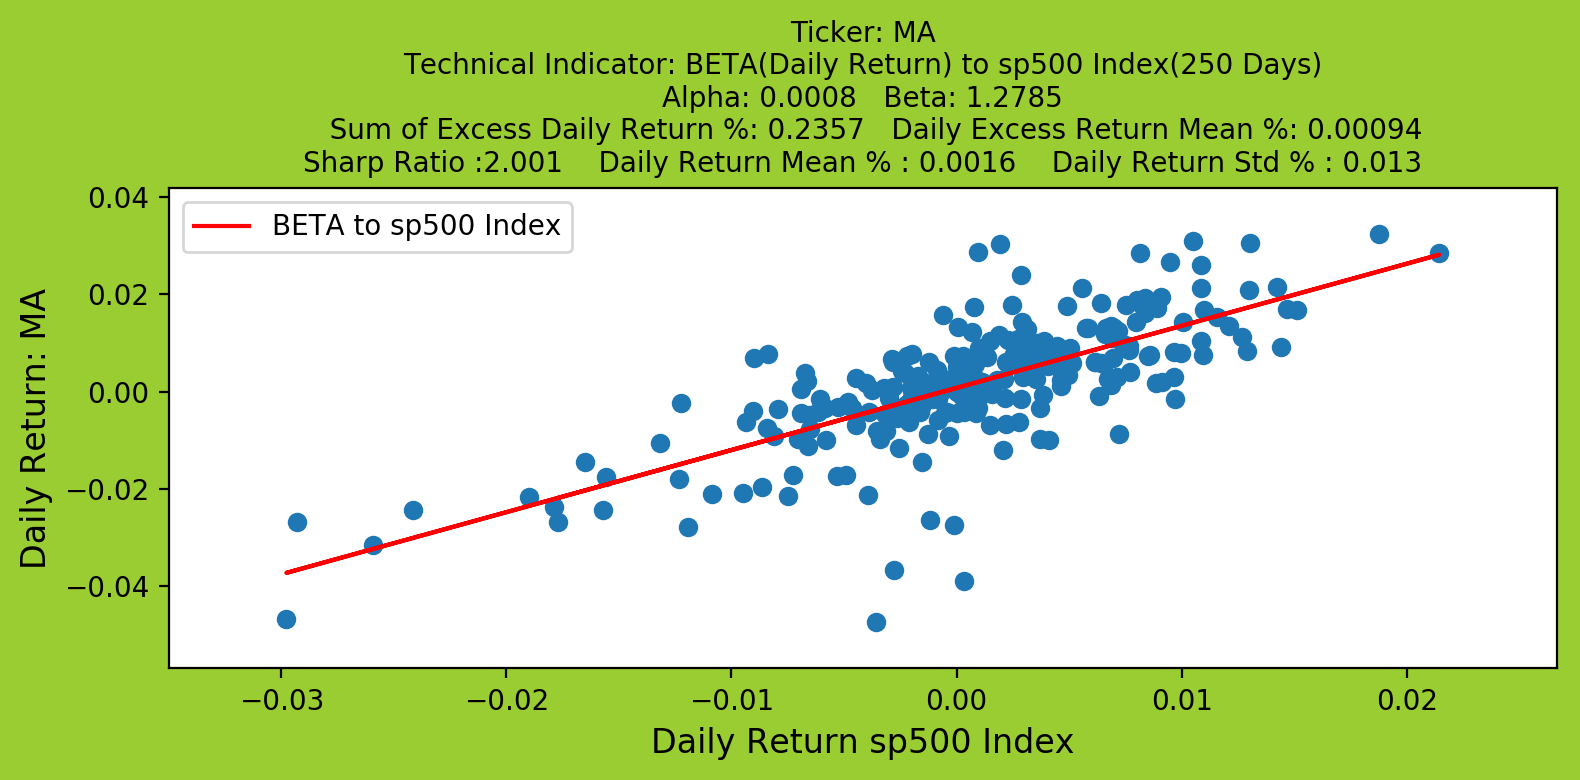 Ticker: MA
Technical Indicator: BETA(Daily Return) to sp500 Index(250 Days)
Alpha: 0.0008   Beta: 1.2785
Sum of Excess Daily Return %: 0.2357   Daily Excess Return Mean %: 0.00094
Sharp Ratio :2.001    Daily Return Mean % : 0.0016    Daily Return Std % : 0.013
BETA to sp500 Index
Daily Return: MA
0.04
0.02
0.00
−0.02
−0.04
−0.03 −0.02 −0.01 0.00 0.01 0.02
Daily Return sp500 Index